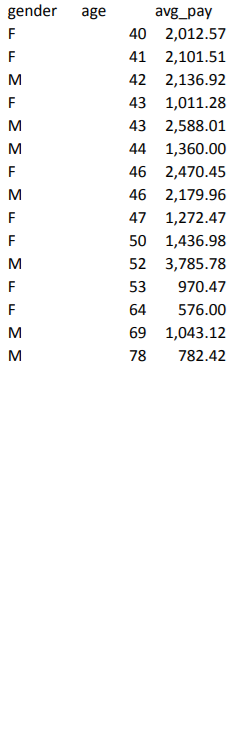 gender age avg_pay
F 40 2,012.57
F 41 2,101.51
M 42 2,136.92
F 43 1,011.28
M 43 2,588.01
M 44 1,360.00
F 46 2,470.45
M 46 2,179.96
F 47 1,272.47
F 50 1,436.98
M 52 3,785.78
F 53 970.47
F 64 576.00
M 69 1,043.12
M 78 782.42